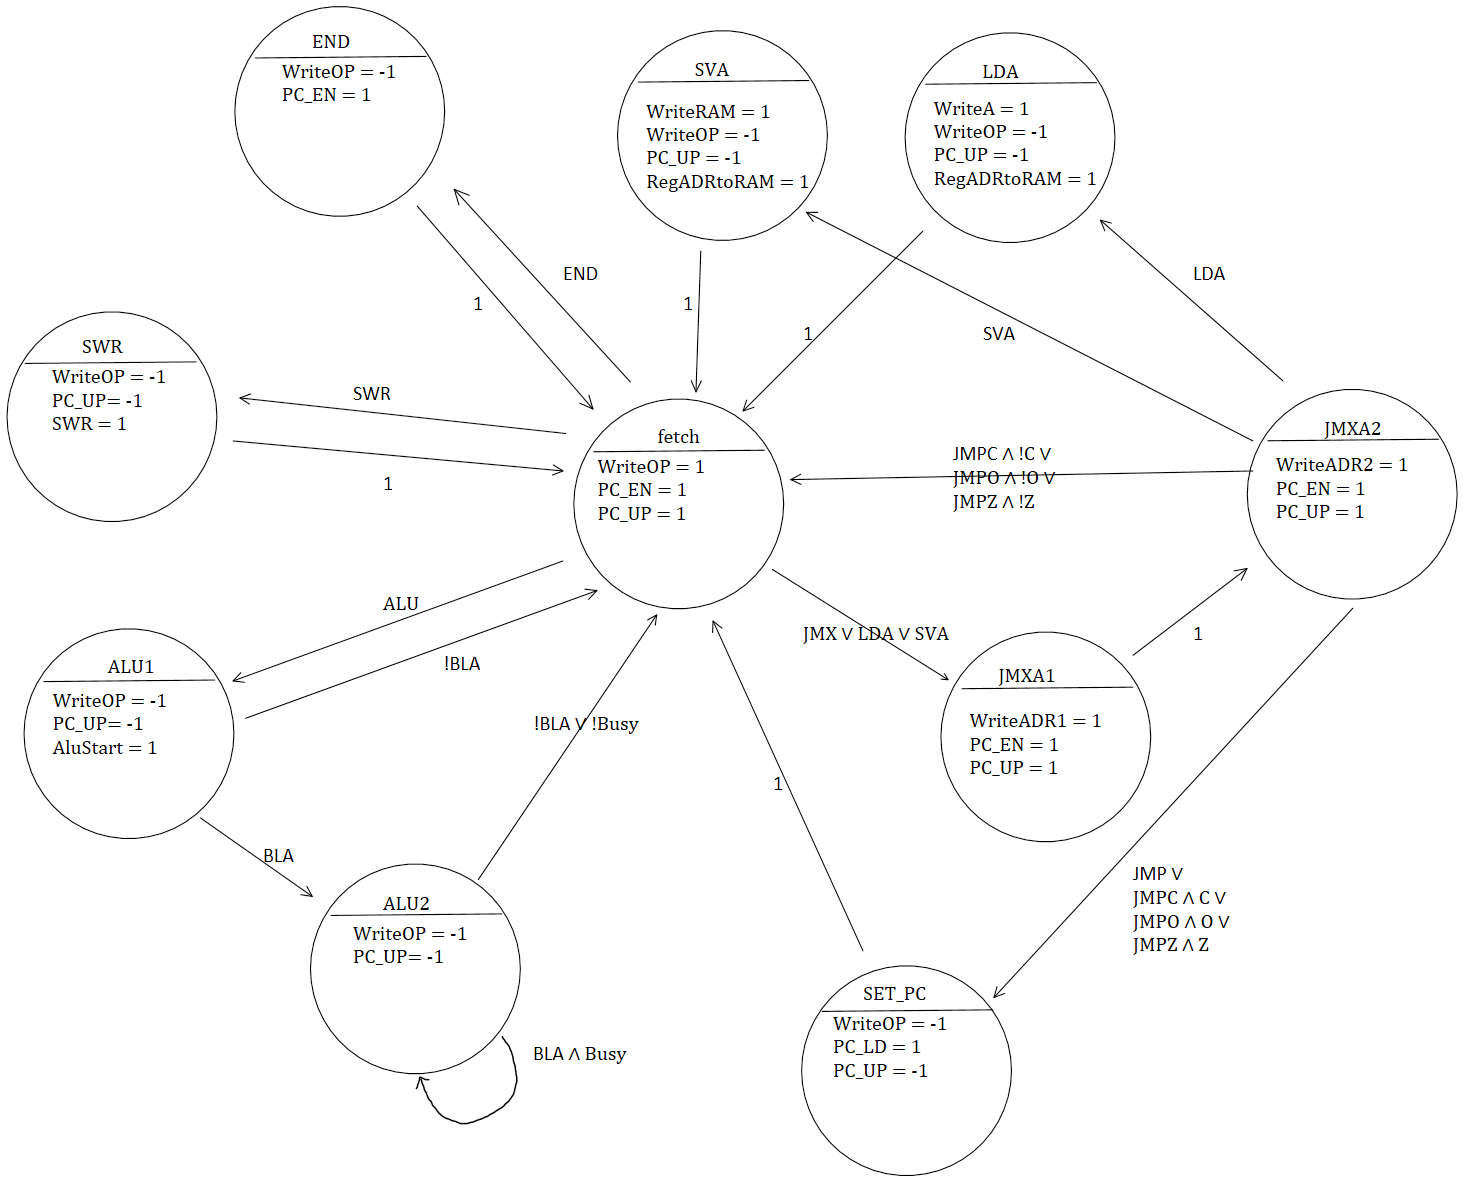 END
WriteOP = -1
PC_EN = 1
SVA
WriteRAM = 1
WriteOP = -1
PC_UP = -1
RegADRtoRAM = 1
LDA
WriteA = 1
WriteOP = -1
PC_UP = -1
RegADRtoRAM = 1
END
1
1
1
SVA
LDA
SWR
WriteOP = -1
PC_UP= -1
SWR = 1
SWR
1
fetch
WriteOP = 1
PC_EN = 1
PC_UP = 1
JMPC ∧ !C ∨
JMPO ∧ !O ∨
JMPZ ∧ !Z
JMXA2
WriteADR2 = 1
PC_EN = 1
PC_UP = 1
ALU
!BLA
JMX ∨ LDA ∨ SVA
1
ALU1
WriteOP = -1
PC_UP= -1
AluStart = 1
JMXA1
WriteADR1 = 1
PC_EN = 1
PC_UP = 1
!BLA ∨ !Busy
1
BLA
ALU2
WriteOP = -1
PC_UP= -1
BLA ∧ Busy
JMP ∨
JMPC ∧ C ∨
JMPO ∧ O ∨
JMPZ ∧ Z
SET_PC
WriteOP = -1
PC_LD = 1
PC_UP = -1